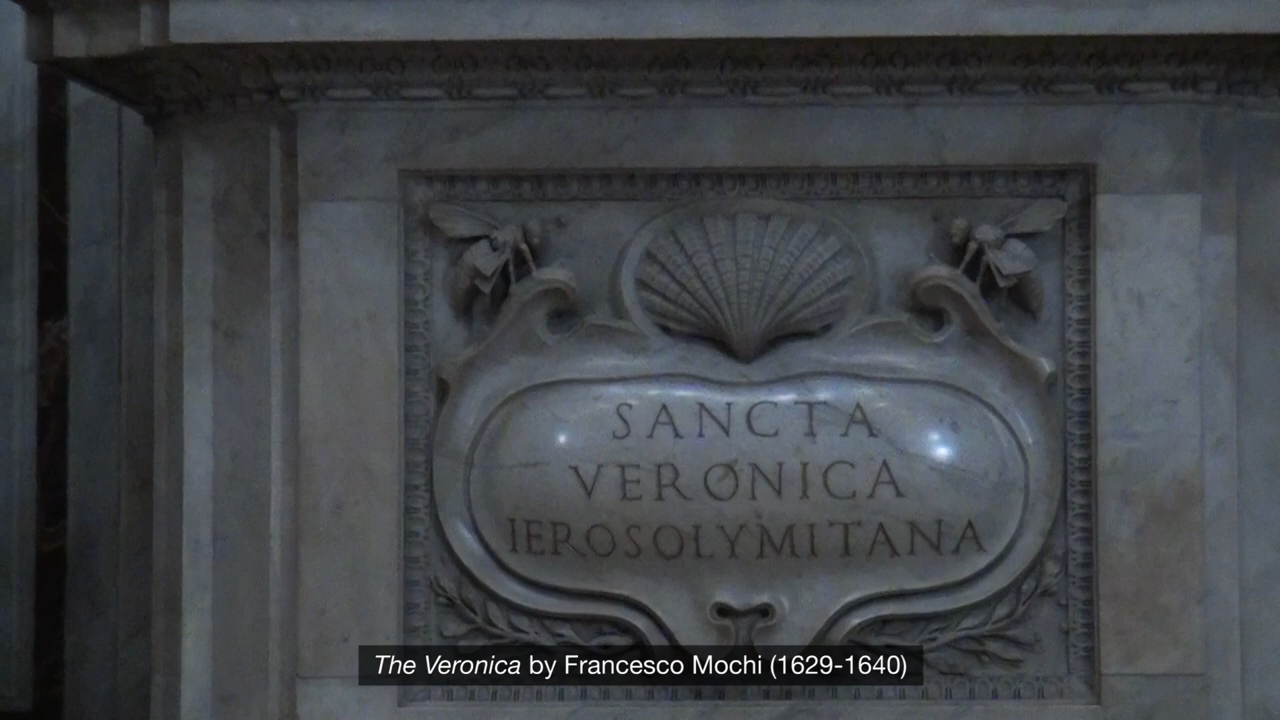 SANCTA
VERONICA
IEROSOLYMITANA
The Veronica by Francesco Mochi (1629-1640)